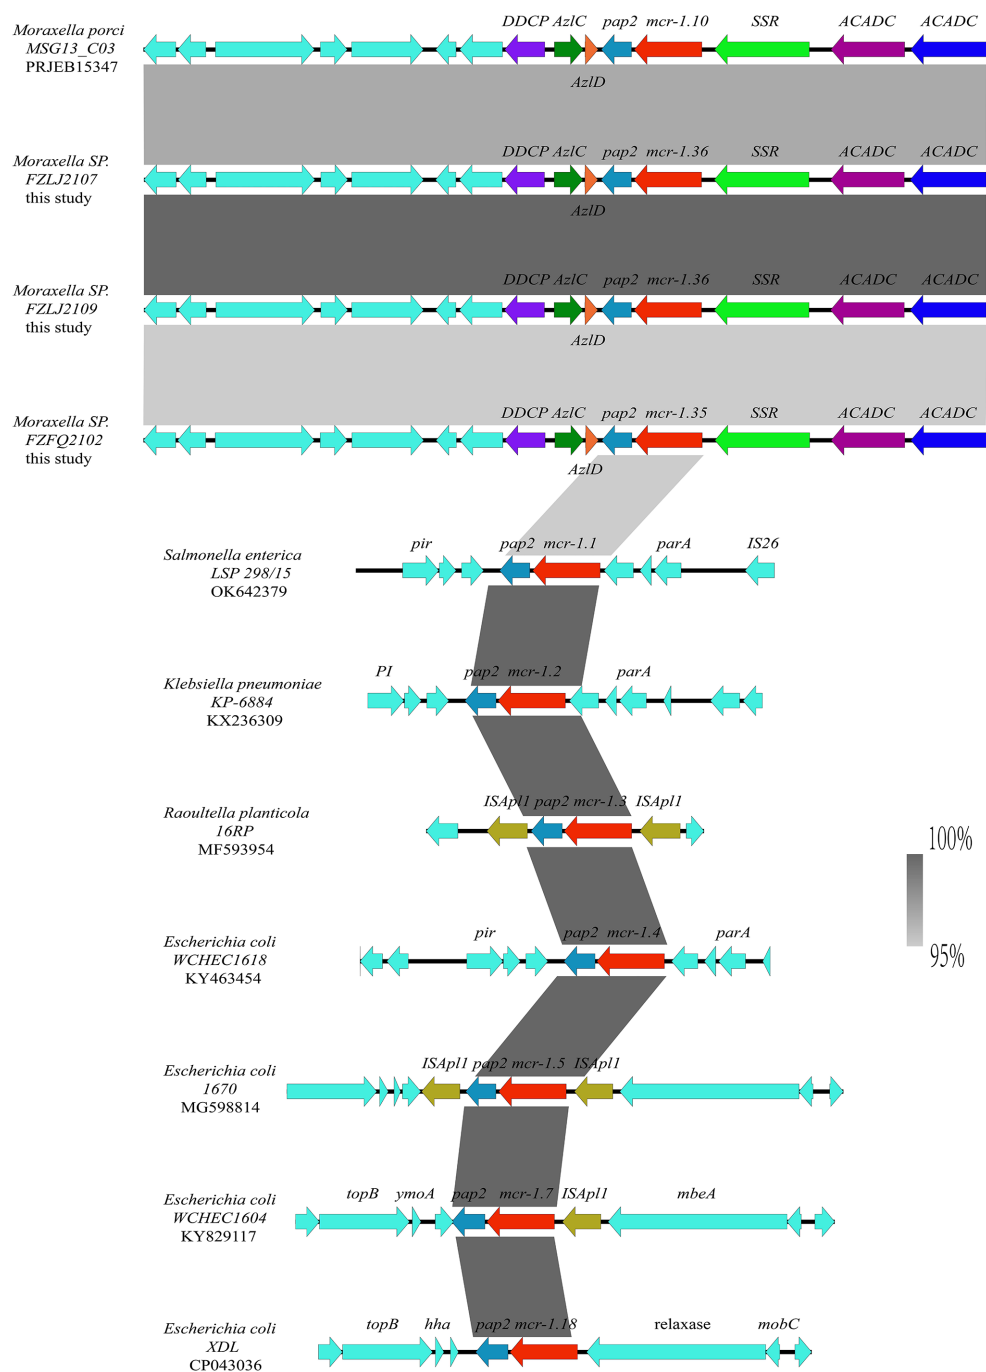 Moraxella porci
MSG13_C03
PRJEB15347
DDCP AzlC pap2 mcr-1.10 SSR ACADC ACADC
AzlD
Moraxella SP.
FZLJ2107
this study
DDCP AzlC pap2 mcr-1.36 SSR ACADC ACADC
AzlD
Moraxella SP.
FZLJ2109
this study
DDCP AzlC pap2 mcr-1.36 SSR ACADC ACADC
AzlD
Moraxella SP.
FZFQ2102
this study
DDCP AzlC pap2 mcr-1.35 SSR ACADC ACADC
AzlD
Salmonella enterica
LSP 298/15
OK642379
pir pap2 mcr-1.1 parA IS26
Klebsiella pneumoniae
KP-6884
KX236309
PI pap2 mcr-1.2 parA
Raoultella planticola
16RP
MF593954
ISApl1 pap2 mcr-1.3 ISApl1
100%
95%
Escherichia coli
WCHEC1618
KY463454
pir pap2 mcr-1.4 parA
Escherichia coli
1670
MG598814
ISApl1 pap2 mcr-1.5 ISApl1
Escherichia coli
WCHEC1604
KY829117
topB ymoA pap2 mcr-1.7 ISApl1 mbeA
Escherichia coli
XDL
CP043036
topB hha pap2 mcr-1.18 relaxase mobC